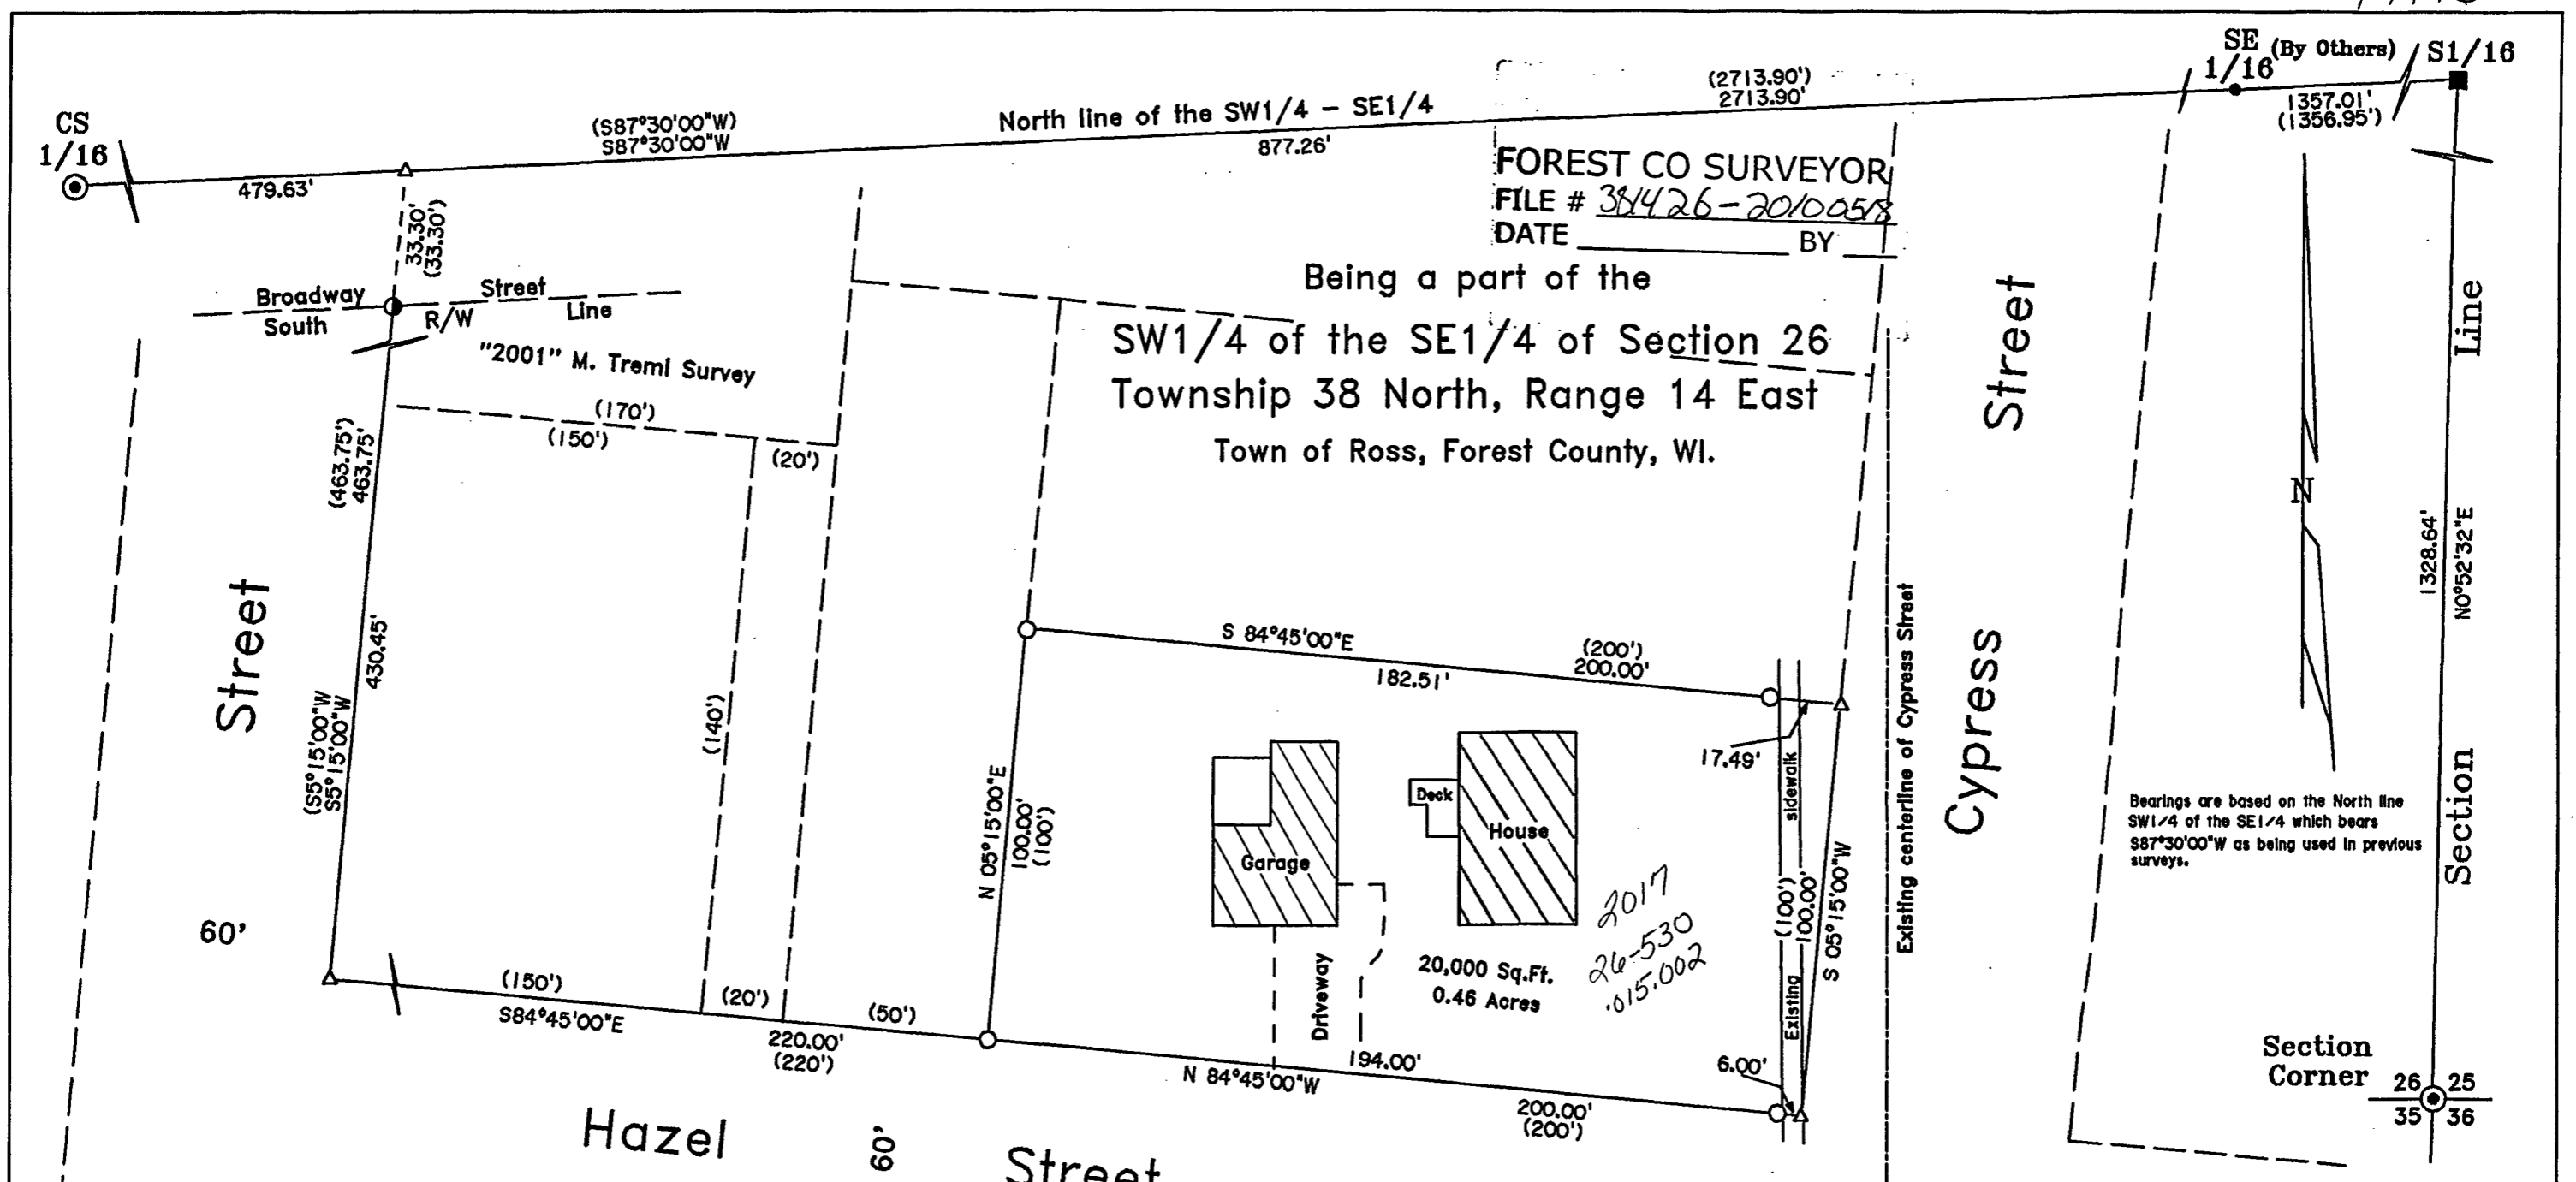 SE
1/16
(By Others)
S1/16
(2713.90')
2713.90'
1357.01'
(1356.95')
CS
1/16
(S87°30'00"W)
S87°30'00"W
North line of the SW1/4 - SE1/4
479.63'
877.26'
FOREST CO SURVEYOR
FILE # 381426-20100518
DATE BY
33.30'
(33.30')
Broadway Street
South R/W Line
"2001" M. Treml Survey
Being a part of the
SW1/4 of the SE1/4 of Section 26
Township 38 North, Range 14 East
Town of Ross, Forest County, WI.
(170')
(150')
(20')
(463.75')
463.75'
430.45'
(S5°15'00"W
S5°15'00"W
Street
60'
(140')
(150')
(20')
(50')
S84°45'00"E
220.00'
(220')
S 84°45'00"E
(200')
200.00'
182.51'
17.49'
N 05°15'00"E
100.00'
(100')
Garage
Deck
House
Driveway
20,000 Sq.Ft.
0.46 Acres
2017
26-530
.015.002
Existing sidewalk
(100')
100.00'
S 05°15'00"W
194.00'
N 84°45'00"W
6.00'
200.00'
(200')
Existing centerline of Cypress Street
Cypress Street
N
Bearings are based on the North line
SW1/4 of the SE1/4 which bears
S87°30'00"W as being used in previous
surveys.
1328.64'
N0°52'32"E
Section Line
Section
Corner
26 25
35 36
Hazel 60' Street